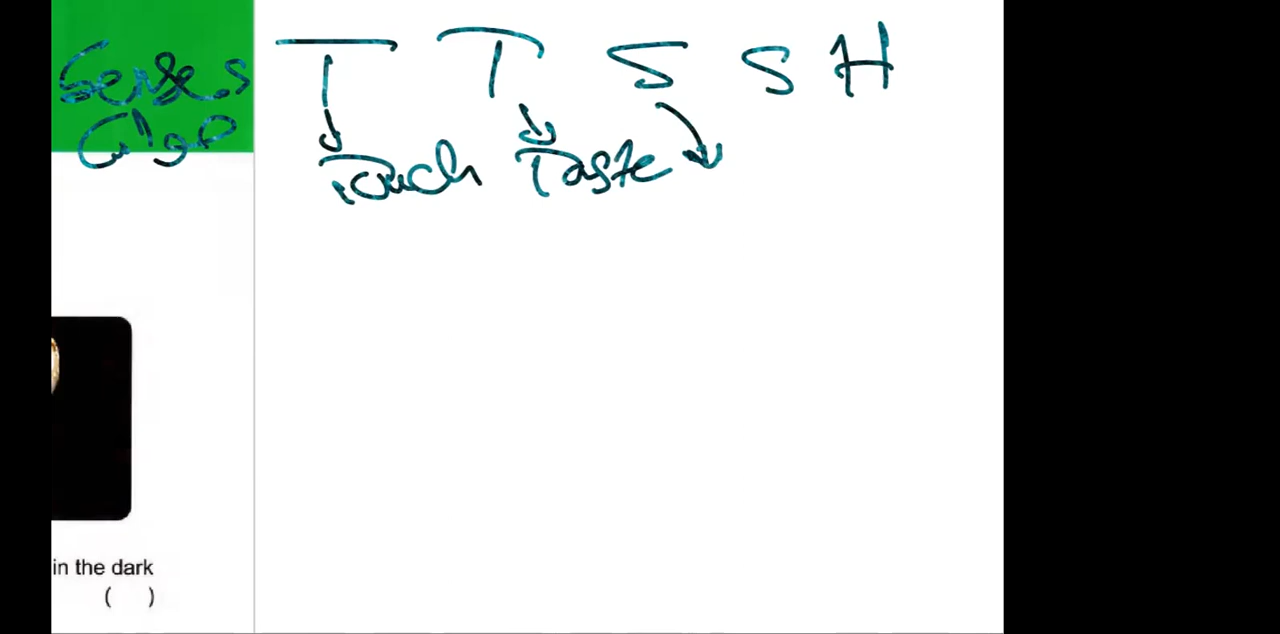 Senses
T T S S H
Touch Taste
in the dark
( )